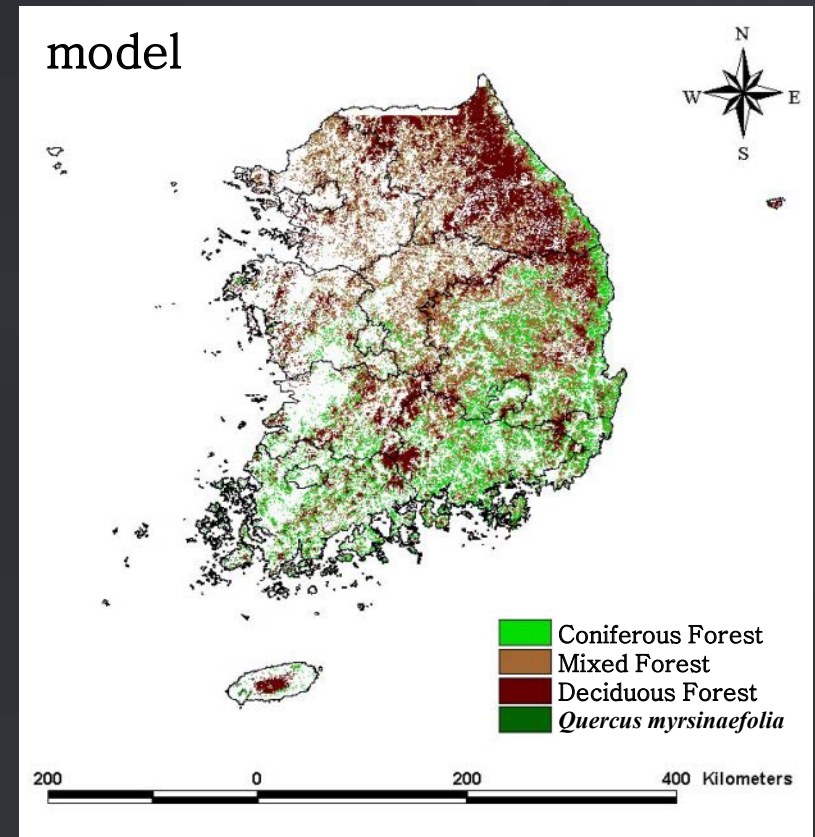 model
N
W E
S
Coniferous Forest
Mixed Forest
Deciduous Forest
Quercus myrsinaefolia
200 0 200 400 Kilometers